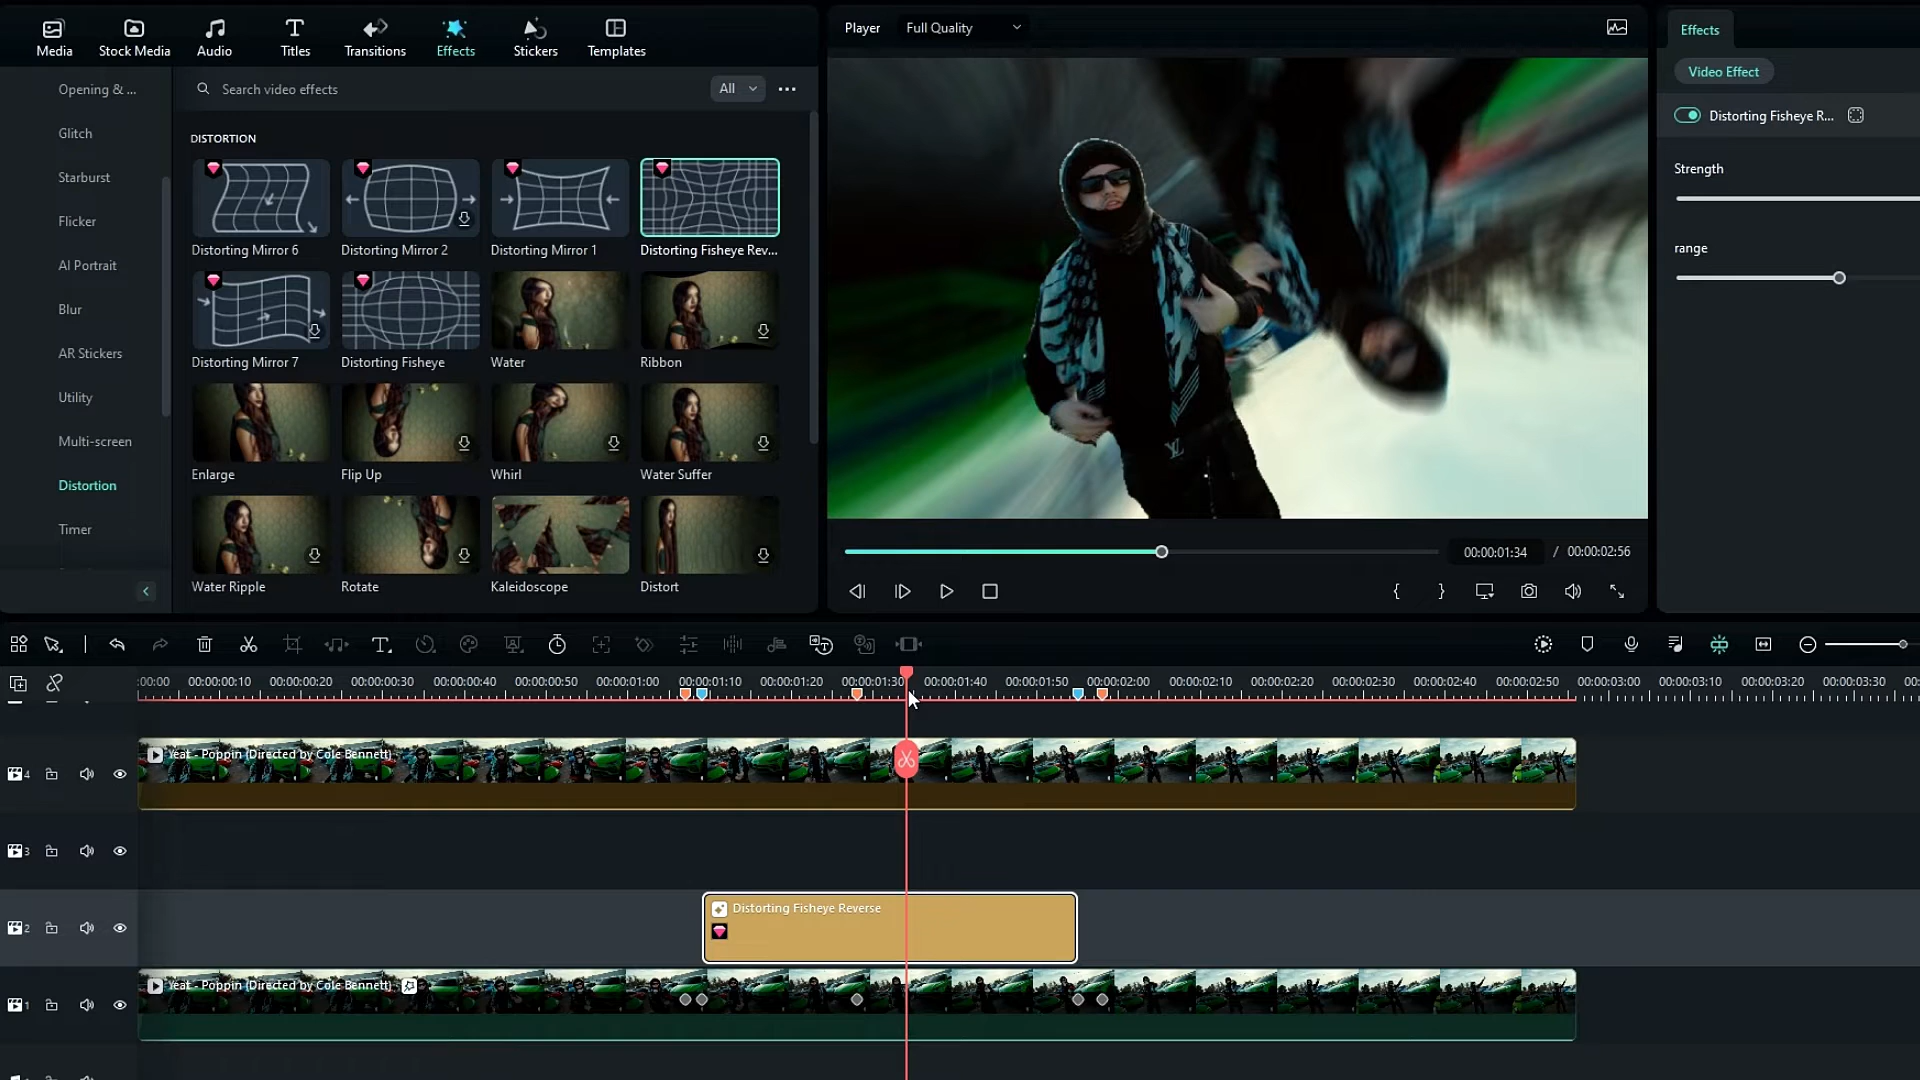 Media
Stock Media
Audio
Titles
Transitions
Effects
Stickers
Templates
Opening & ...
Glitch
Starburst
Flicker
AI Portrait
Blur
AR Stickers
Utility
Multi-screen
Distortion
Timer
Search video effects
All
DISTORTION
Distorting Mirror 6
Distorting Mirror 2
Distorting Mirror 1
Distorting Fisheye Rev...
Distorting Mirror 7
Distorting Fisheye
Water
Ribbon
Enlarge
Flip Up
Whirl
Water Suffer
Water Ripple
Rotate
Kaleidoscope
Distort
Player
Full Quality
LV
00:00:01:34 / 00:00:02:56
{ }
Effects
Video Effect
Distorting Fisheye R...
Strength
range
:00:00
00:00:00:10
00:00:00:20
00:00:00:30
00:00:00:40
00:00:00:50
00:00:01:00
00:00:01:10
00:00:01:20
00:00:01:30
00:00:01:40
00:00:01:50
00:00:02:00
00:00:02:10
00:00:02:20
00:00:02:30
00:00:02:40
00:00:02:50
00:00:03:00
00:00:03:10
00:00:03:20
00:00:03:30
00:
4
Yeat - Poppin (Directed by Cole Bennett)
3
2
Distorting Fisheye Reverse
1
Yeat - Poppin (Directed by Cole Bennett)